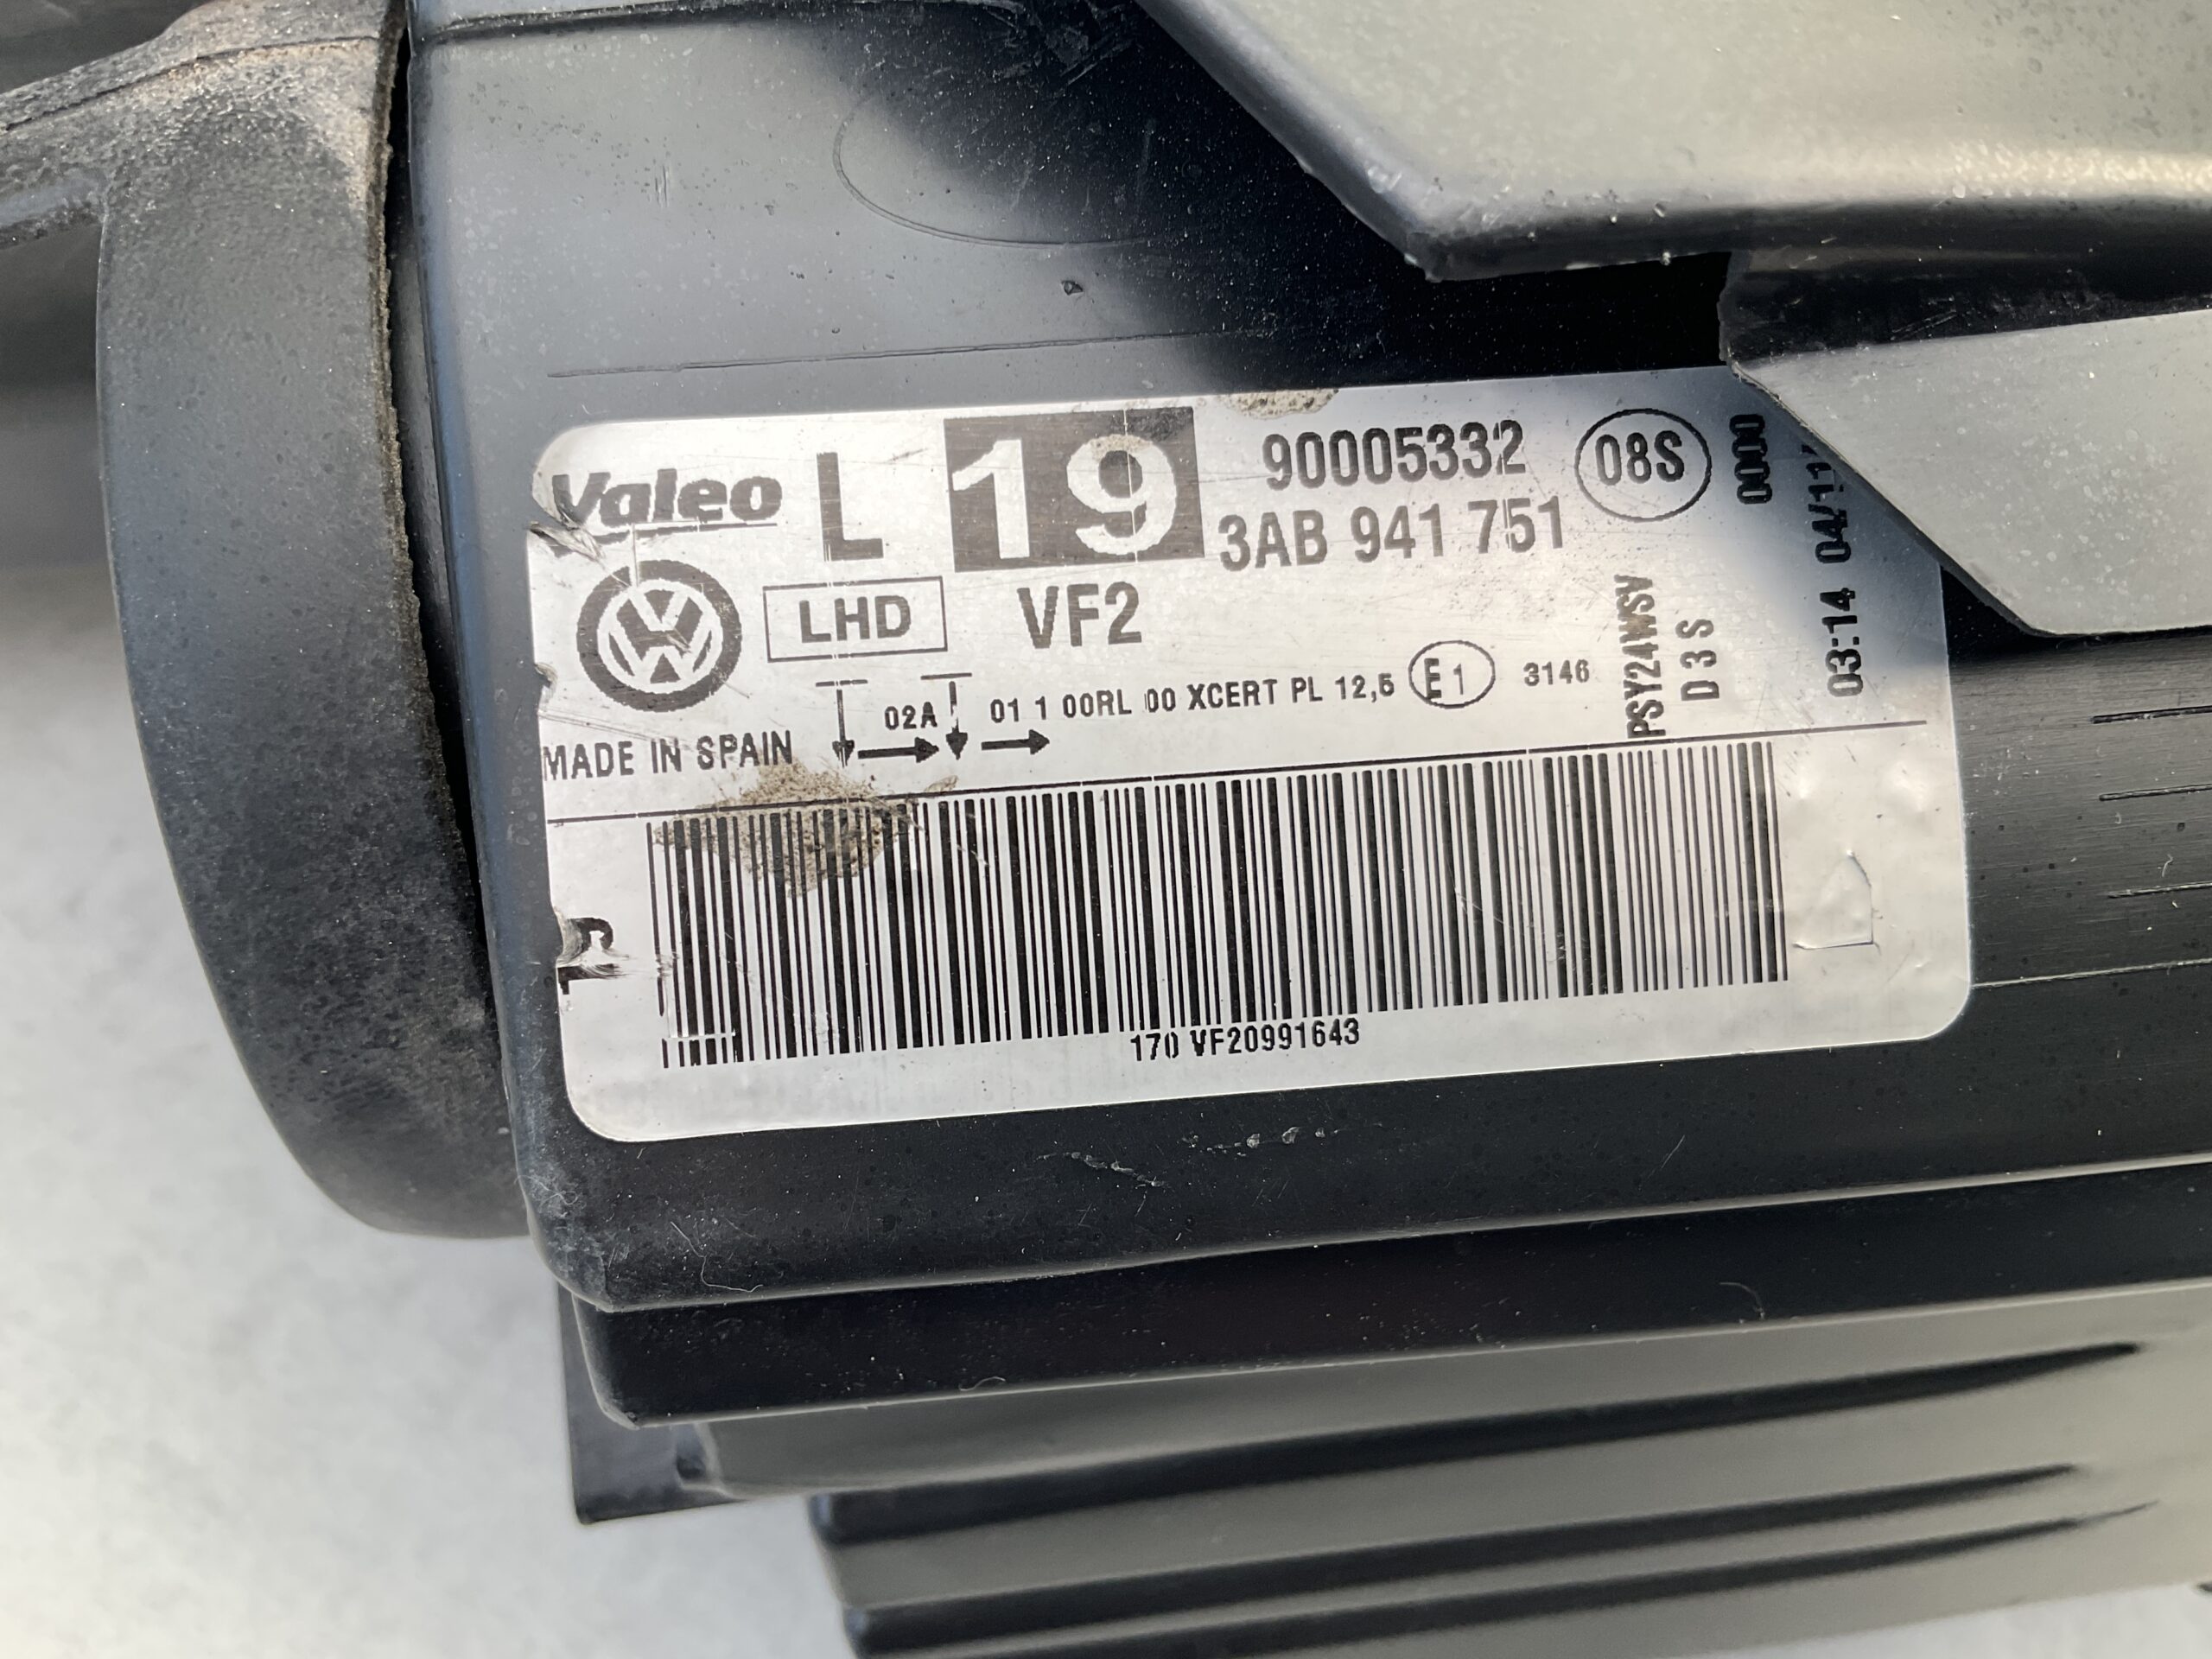 Valeo L 19 90005332 08S
3AB 941 751
LHD VF2
02A 01 1 00RL 00 XCERT PL 12,5 E1 3146
MADE IN SPAIN
PSY24WSV
D3S
0000
03:14
170 VF20991643